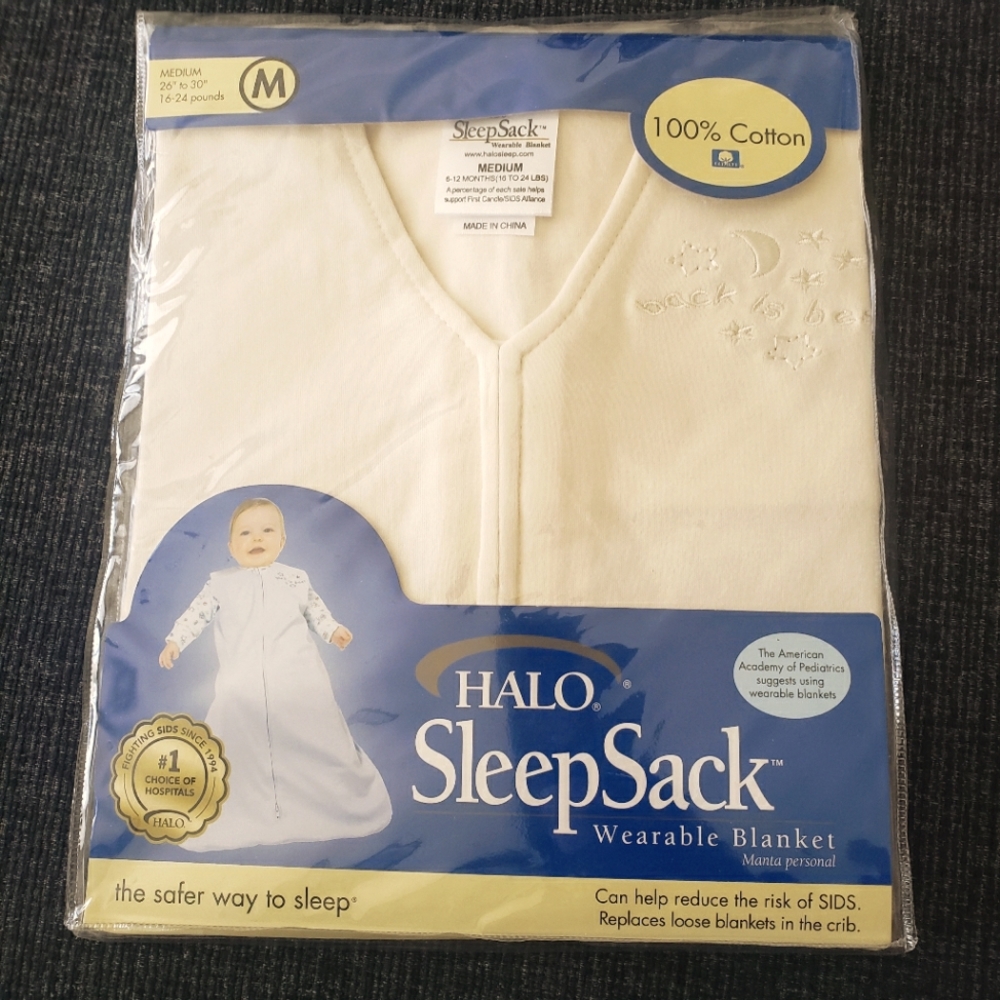 MEDIUM
26" to 30"
16-24 pounds
M
100% Cotton
SleepSack™
Wearable Blanket
www.halosleep.com
MEDIUM
6-12 MONTHS(16 TO 24 LBS)
A percentage of each sale helps
support First Candle/SIDS Alliance
MADE IN CHINA
back is be
FIGHTING SIDS SINCE 1994
#1
CHOICE OF
HOSPITALS
HALO
HALO®
SleepSack™
Wearable Blanket
Manta personal
The American
Academy of Pediatrics
suggests using
wearable blankets
the safer way to sleep®
Can help reduce the risk of SIDS.
Replaces loose blankets in the crib.